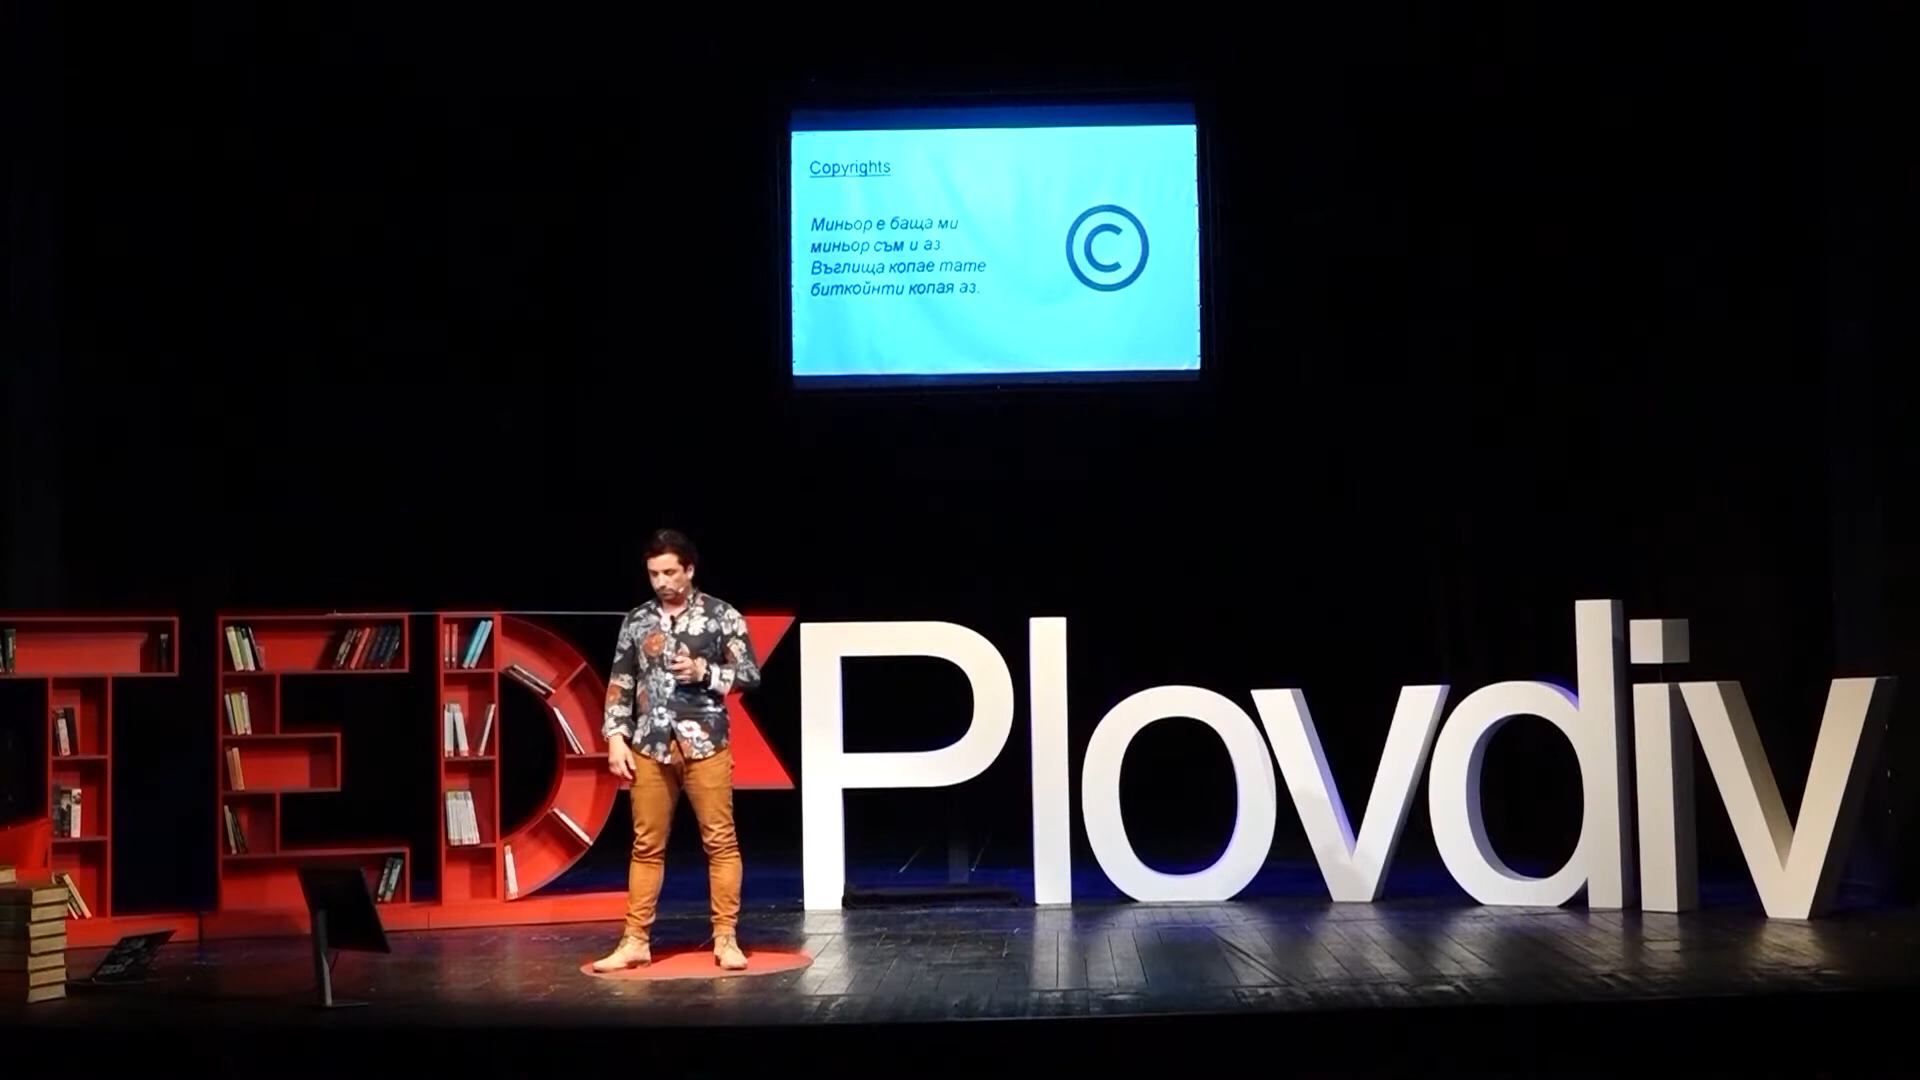 Copyrights
Миньор е баща ми
миньор съм и аз
Въглища копае тате
биткойнти копая аз.
©
TEDxPlovdiv